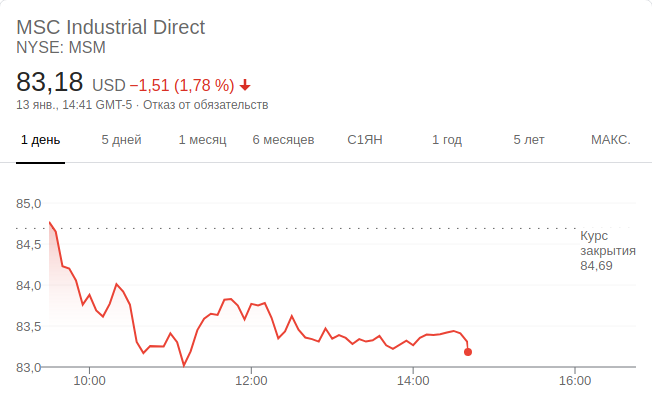 MSC Industrial Direct
NYSE: MSM
83,18 USD −1,51 (1,78 %)
13 янв., 14:41 GMT-5 · Отказ от обязательств
1 день 5 дней 1 месяц 6 месяцев С1ЯН 1 год 5 лет МАКС.
85,0
84,5
84,0
83,5
83,0
Курс
закрытия
84,69
10:00 12:00 14:00 16:00